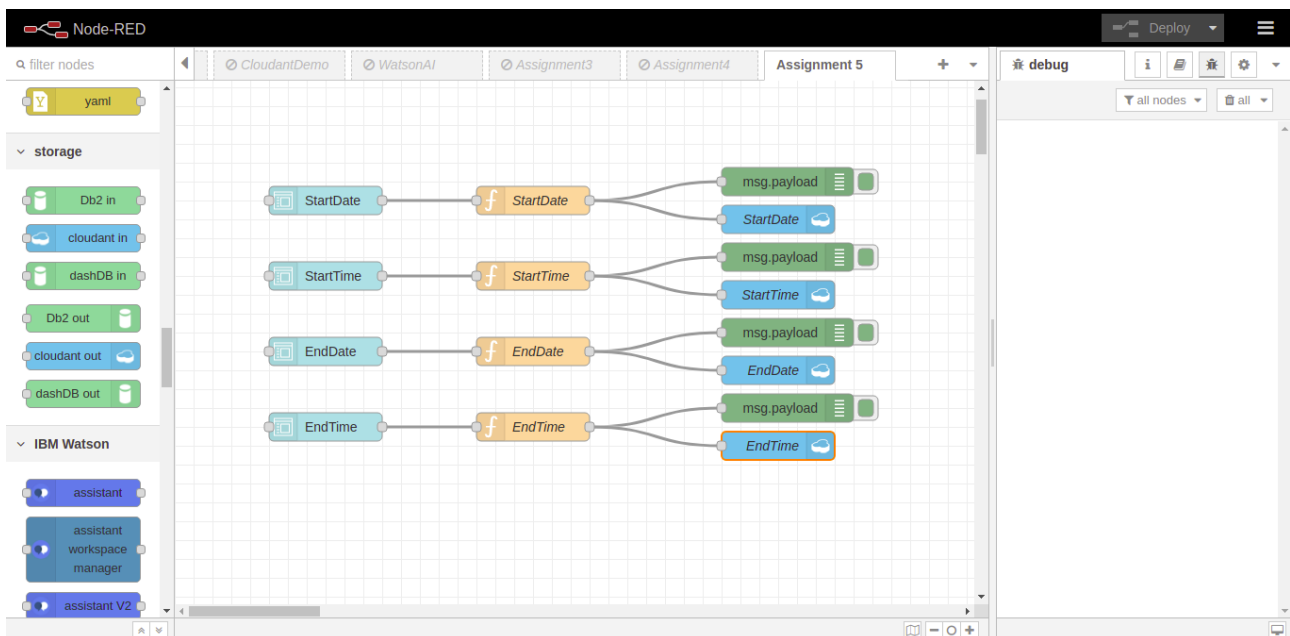 Node-RED
Deploy
filter nodes
CloudantDemo
WatsonAI
Assignment3
Assignment4
Assignment 5
debug
i
all nodes
all
yaml
storage
Db2 in
cloudant in
dashDB in
Db2 out
cloudant out
dashDB out
IBM Watson
assistant
assistant
workspace
manager
assistant V2
StartDate
StartDate
msg.payload
StartDate
StartTime
StartTime
msg.payload
StartTime
EndDate
EndDate
msg.payload
EndDate
EndTime
EndTime
msg.payload
EndTime